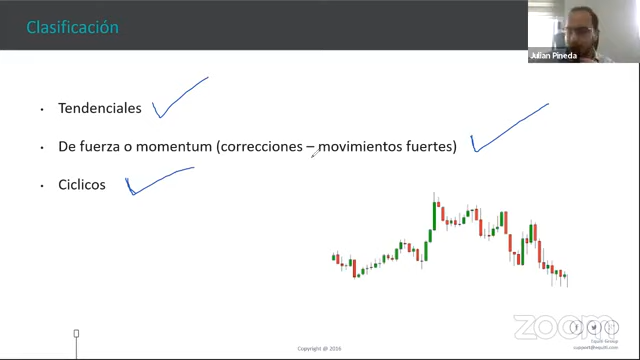 Clasificación
Julian Pineda
• Tendenciales
• De fuerza o momentum (correcciones – movimientos fuertes)
• Ciclicos
zoom
Copyright @ 2016